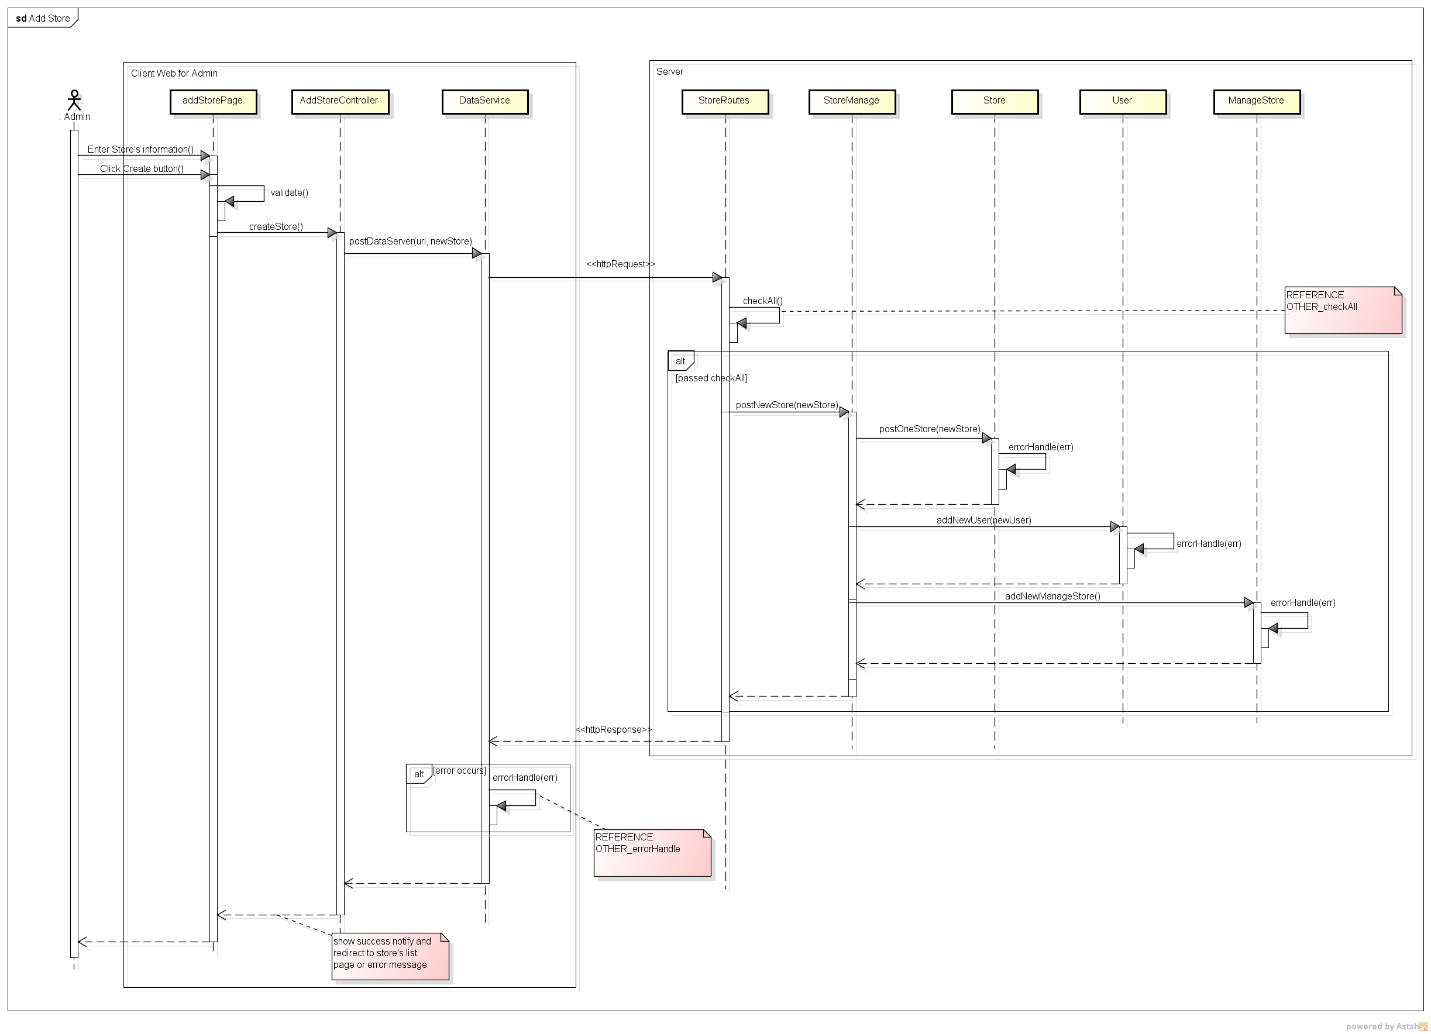 sd Add Store
Client Web for Admin
Server
addStorePage
AddStoreController
DataService
StoreRoutes
StoreManage
Store
User
ManageStore
: Admin
Enter Store's information()
Click Create button()
validate()
createStore()
postDataServer(url, newStore)
<<httpRequest>>
checkAll()
REFERENCE
OTHER_checkAll
alt
[passed checkAll]
postNewStore(newStore)
postOneStore(newStore)
errorHandle(err)
addNewUser(newUser)
errorHandle(err)
addNewManageStore()
errorHandle(err)
<<httpResponse>>
alt
[error occurs]
errorHandle(err)
REFERENCE
OTHER_errorHandle
show success notify and
redirect to store's list
page or error message
powered by Astah